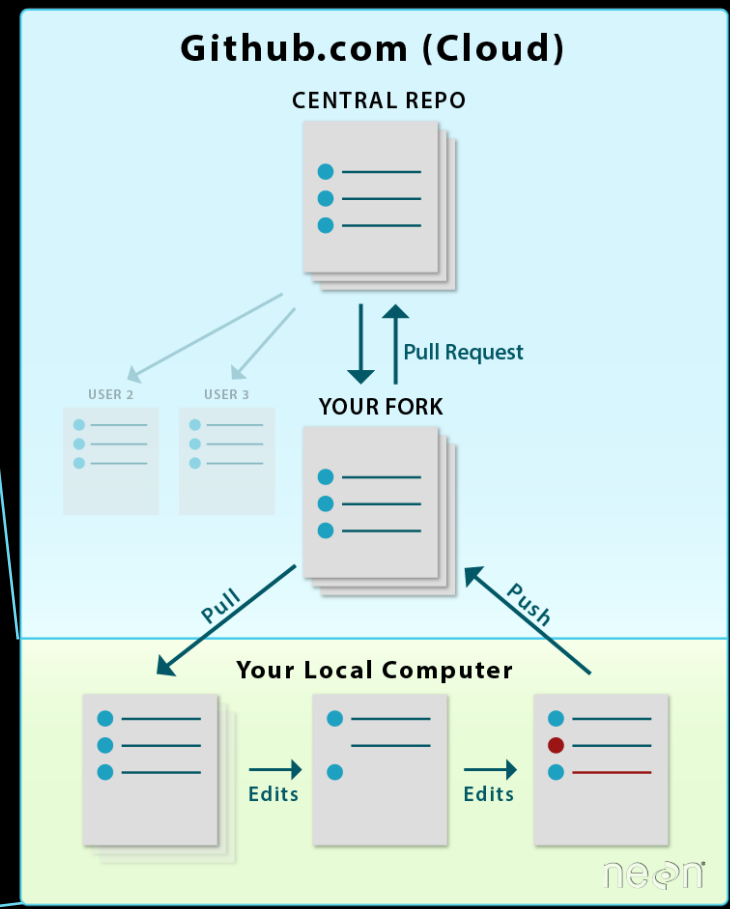 Github.com (Cloud)
CENTRAL REPO
Pull Request
USER 2
USER 3
YOUR FORK
Pull
Push
Your Local Computer
Edits
Edits
neon